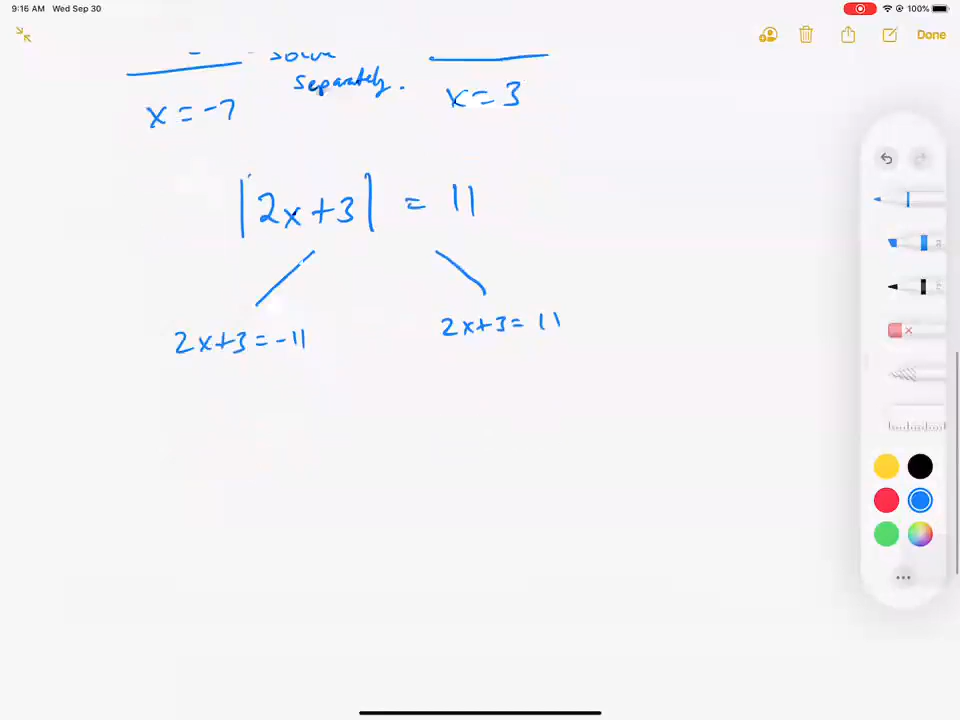 9:16 AM Wed Sep 30
100%
Done
solve
separately.
x = -7
x = 3
|2x+3| = 11
2x+3 = -11
2x+3 = 11